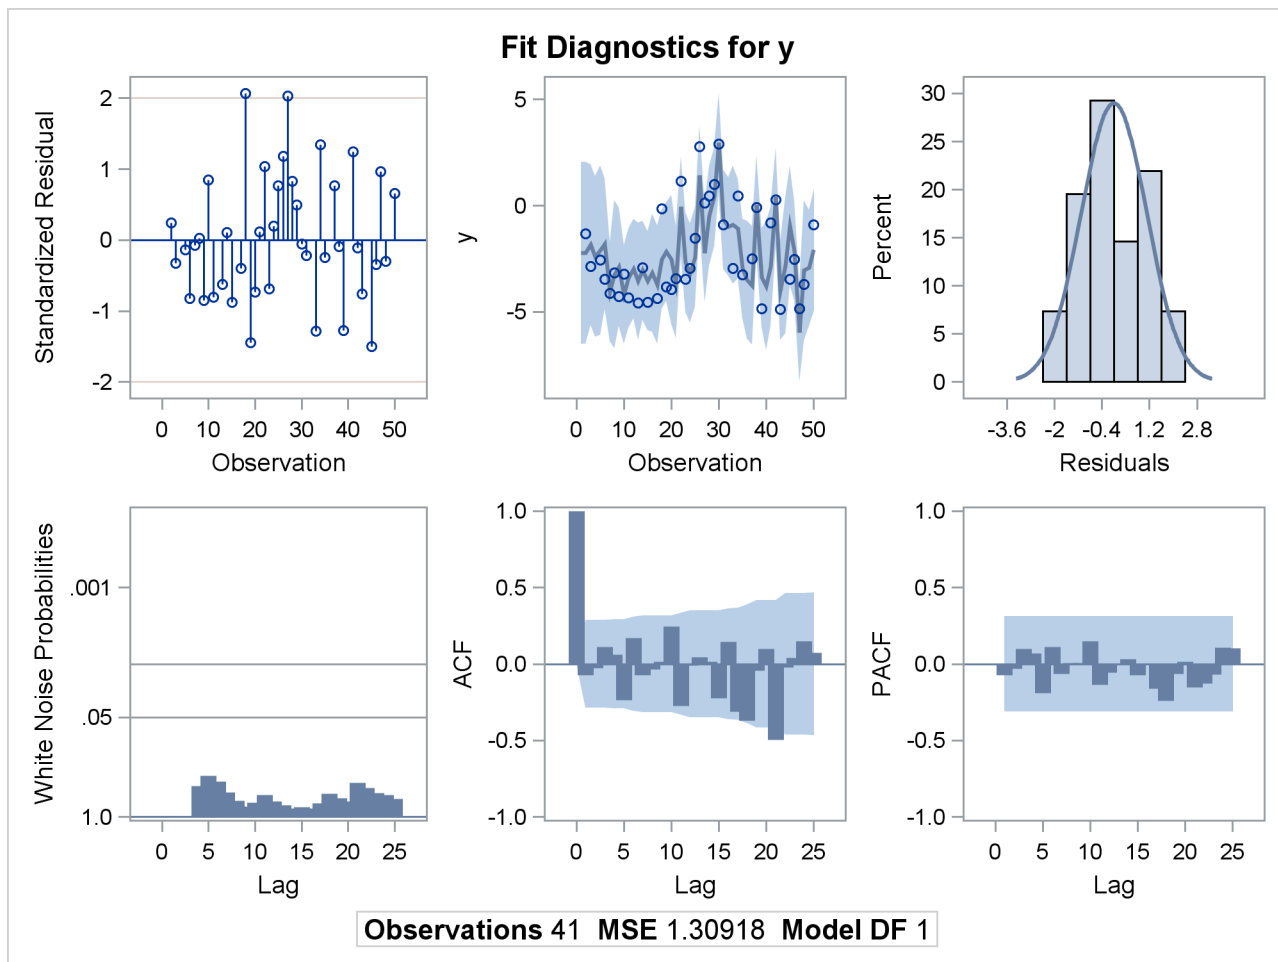 Fit Diagnostics for y
Standardized Residual
2
1
0
-1
-2
0 10 20 30 40 50
Observation
y
5
0
-5
0 10 20 30 40 50
Observation
Percent
30
25
20
15
10
5
0
-3.6 -2 -0.4 1.2 2.8
Residuals
White Noise Probabilities
.001
.05
1.0
0 5 10 15 20 25
Lag
ACF
1.0
0.5
0.0
-0.5
-1.0
0 5 10 15 20 25
Lag
PACF
1.0
0.5
0.0
-0.5
-1.0
0 5 10 15 20 25
Lag
Observations 41 MSE 1.30918 Model DF 1